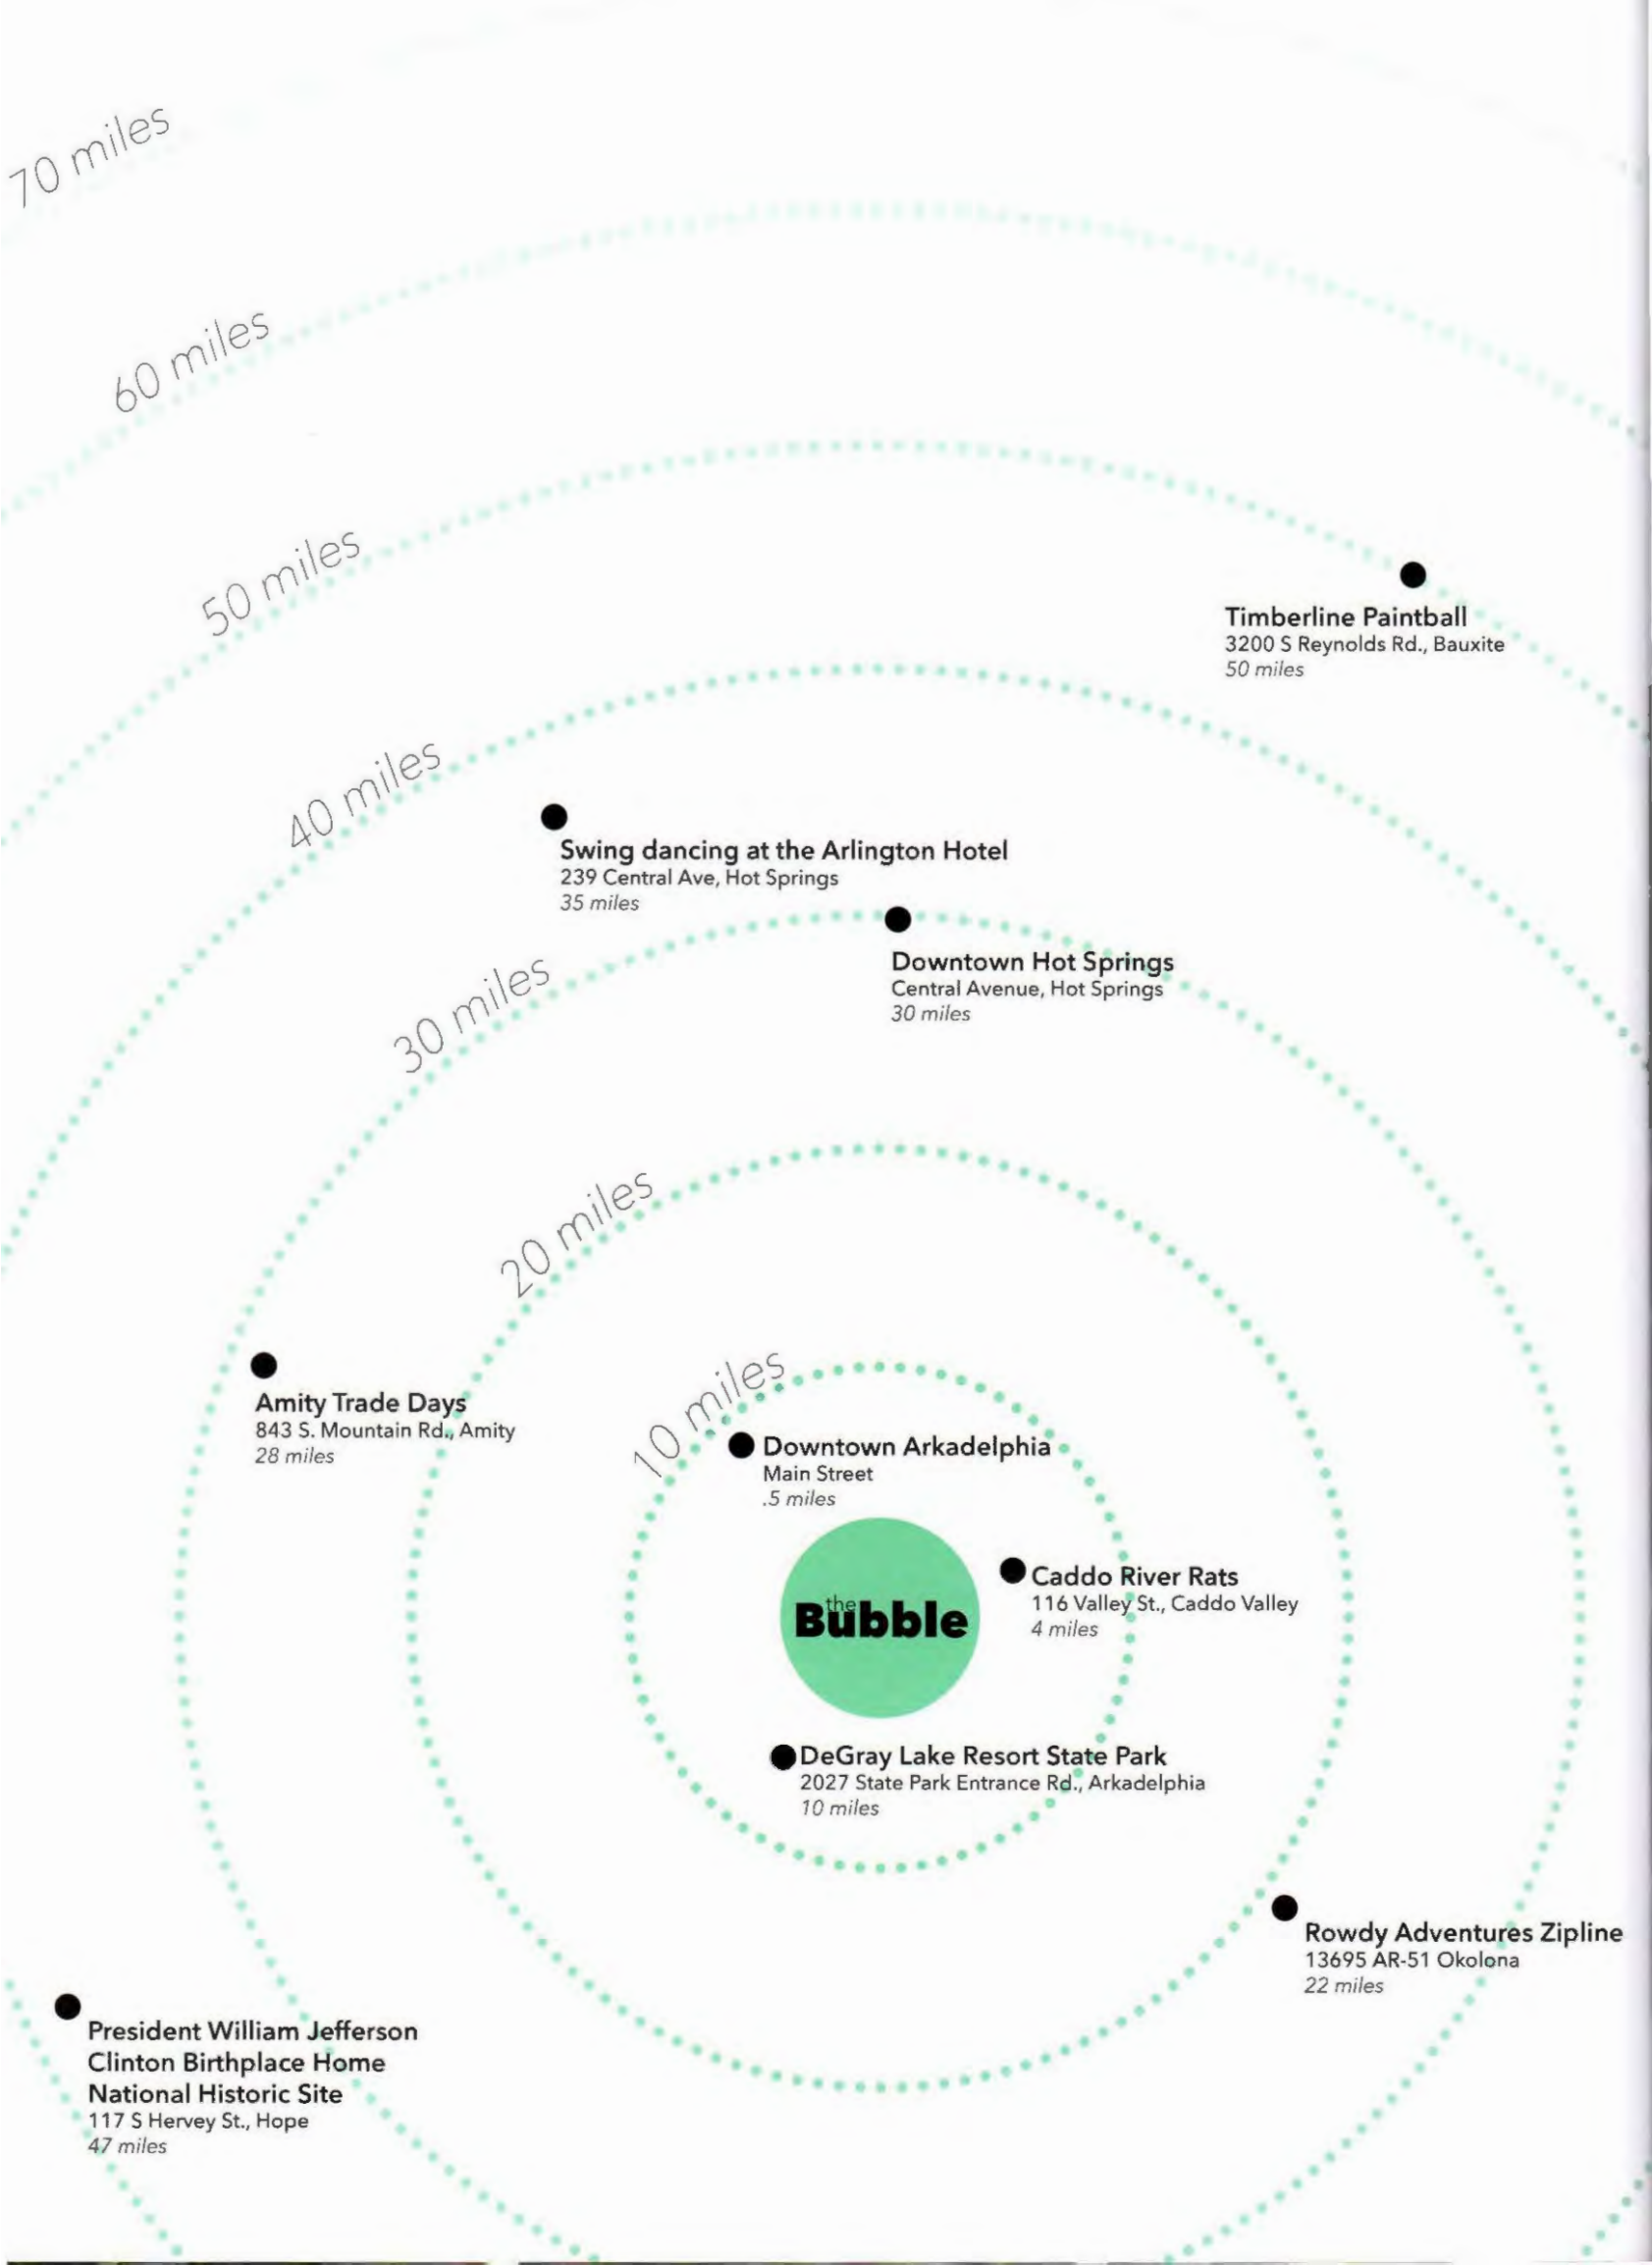 70 miles
60 miles
50 miles
Timberline Paintball
3200 S Reynolds Rd., Bauxite
50 miles
40 miles
Swing dancing at the Arlington Hotel
239 Central Ave, Hot Springs
35 miles
Downtown Hot Springs
Central Avenue, Hot Springs
30 miles
30 miles
20 miles
Amity Trade Days
843 S. Mountain Rd., Amity
28 miles
10 miles
Downtown Arkadelphia
Main Street
.5 miles
the
Bubble
Caddo River Rats
116 Valley St., Caddo Valley
4 miles
DeGray Lake Resort State Park
2027 State Park Entrance Rd., Arkadelphia
10 miles
Rowdy Adventures Zipline
13695 AR-51 Okolona
22 miles
President William Jefferson
Clinton Birthplace Home
National Historic Site
117 S Hervey St., Hope
47 miles